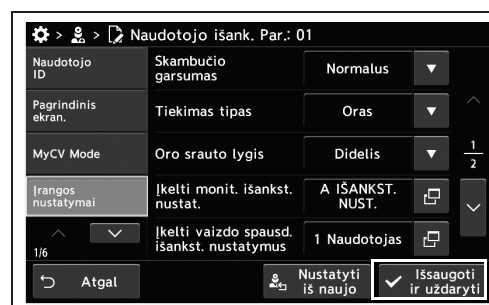 > > Naudotojo išank. Par.: 01
Naudotojo
ID
Skambučio
garsumas
Normalus
Pagrindinis
ekran.
Tiekimas tipas
Oras
MyCV Mode
Oro srauto lygis
Didelis
1
2
Įrangos
nustatymai
Įkelti monit. išankst.
nustat.
A IŠANKST.
NUST.
1/6
Įkelti vaizdo spausd.
išankst. nustatymus
1 Naudotojas
Atgal
Nustatyti
iš naujo
Išsaugoti
ir uždaryti